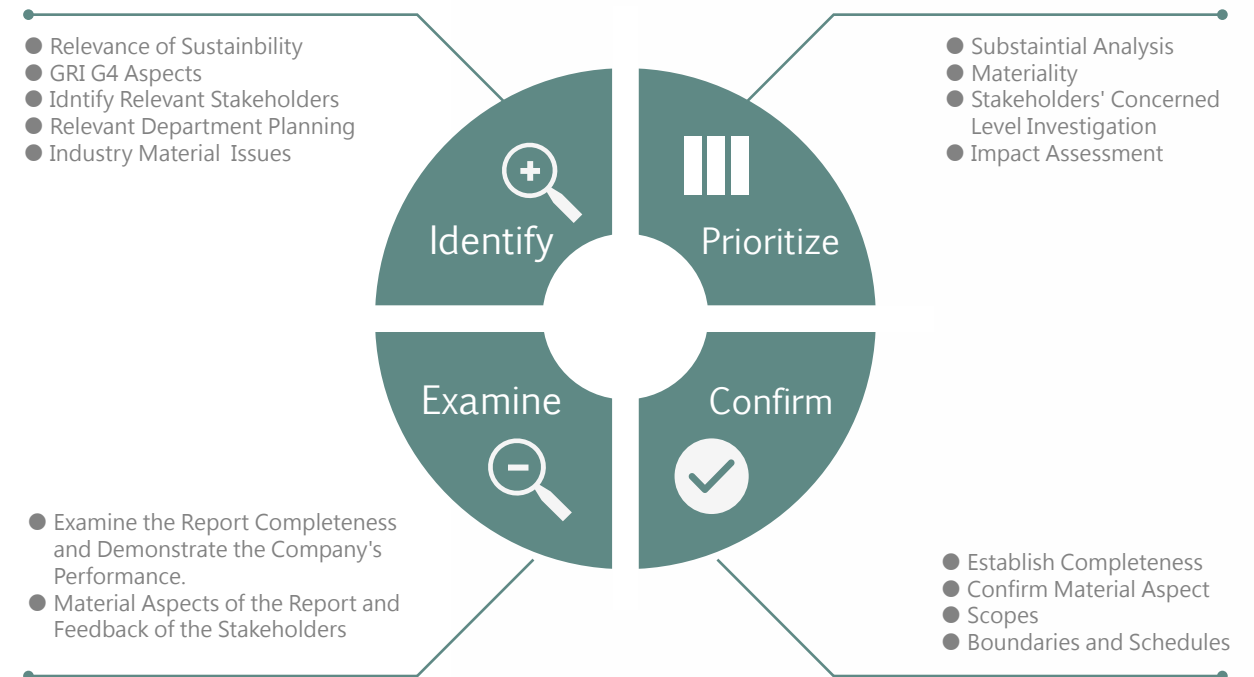 ● Relevance of Sustainbility
● GRI G4 Aspects
● Idntify Relevant Stakeholders
● Relevant Department Planning
● Industry Material Issues
Identify
● Substaintial Analysis
● Materiality
● Stakeholders' Concerned
Level Investigation
● Impact Assessment
Prioritize
Examine
● Examine the Report Completeness
and Demonstrate the Company's
Performance.
● Material Aspects of the Report and
Feedback of the Stakeholders
Confirm
● Establish Completeness
● Confirm Material Aspect
● Scopes
● Boundaries and Schedules